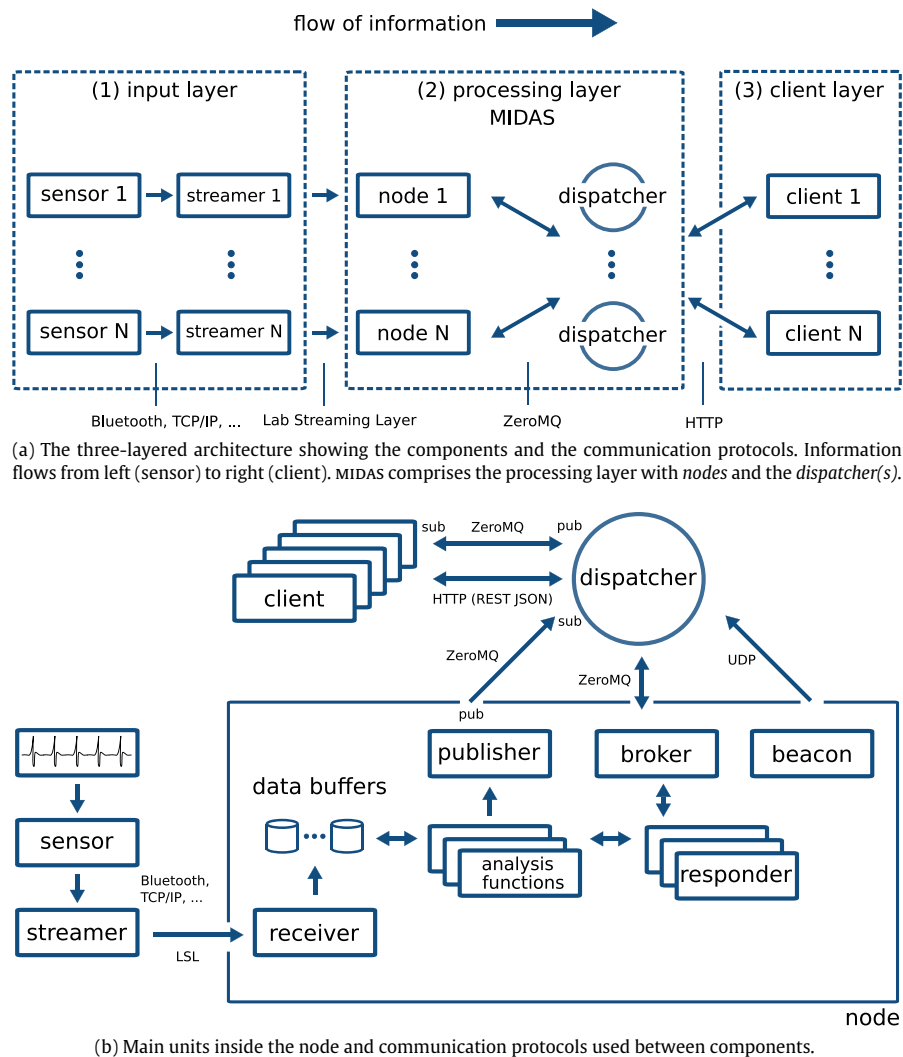 flow of information
(1) input layer
(2) processing layer
MIDAS
(3) client layer
sensor 1
streamer 1
node 1
dispatcher
client 1
sensor N
streamer N
node N
dispatcher
client N
Bluetooth, TCP/IP, ...
Lab Streaming Layer
ZeroMQ
HTTP
(a) The three-layered architecture showing the components and the communication protocols. Information
flows from left (sensor) to right (client). MIDAS comprises the processing layer with nodes and the dispatcher(s).
sub
ZeroMQ
pub
client
HTTP (REST JSON)
dispatcher
sub
ZeroMQ
ZeroMQ
UDP
pub
publisher
broker
beacon
data buffers
sensor
analysis
functions
responder
Bluetooth,
TCP/IP, ...
streamer
LSL
receiver
node
(b) Main units inside the node and communication protocols used between components.